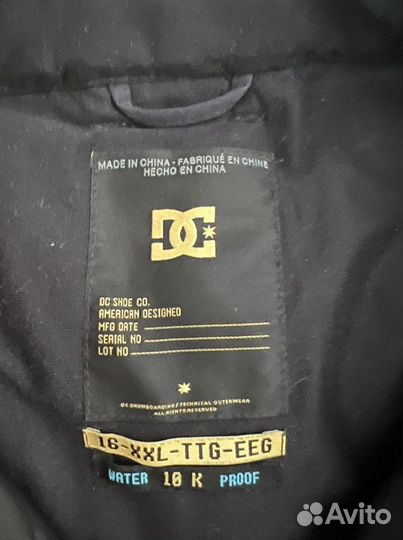 MADE IN CHINA - FABRIQUÉ EN CHINE
HECHO EN CHINA
DC
DC SHOE CO.
AMERICAN DESIGNED
MFG DATE
SERIAL NO
LOT NO
DC SNOWBOARDING / TECHNICAL OUTERWEAR
ALL RIGHTS RESERVED
16-XXL-TTG-EEG
WATER 10 K PROOF
Avito